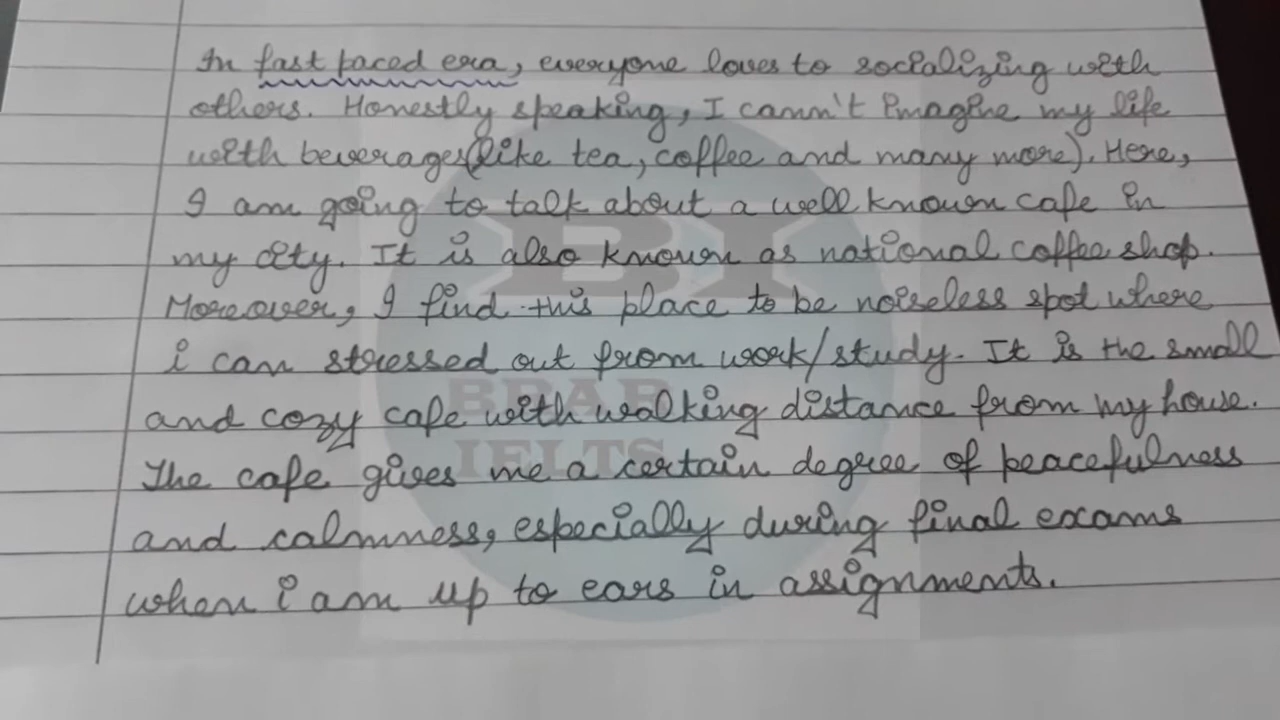 In fast paced era, everyone loves to socializing with
others. Honestly speaking, I cann't imagine my life
with beverages(like tea, coffee and many more). Here,
I am going to talk about a well known cafe in
my city. It is also known as national coffee shop.
Moreover, I find this place to be noiseless spot where
i can stressed out from work/study. It is the small
and cozy cafe with walking distance from my house.
The cafe gives me a certain degree of peacefulness
and calmness, especially during final exams
when i am up to ears in assignments.
BI
BRAR
IELTS